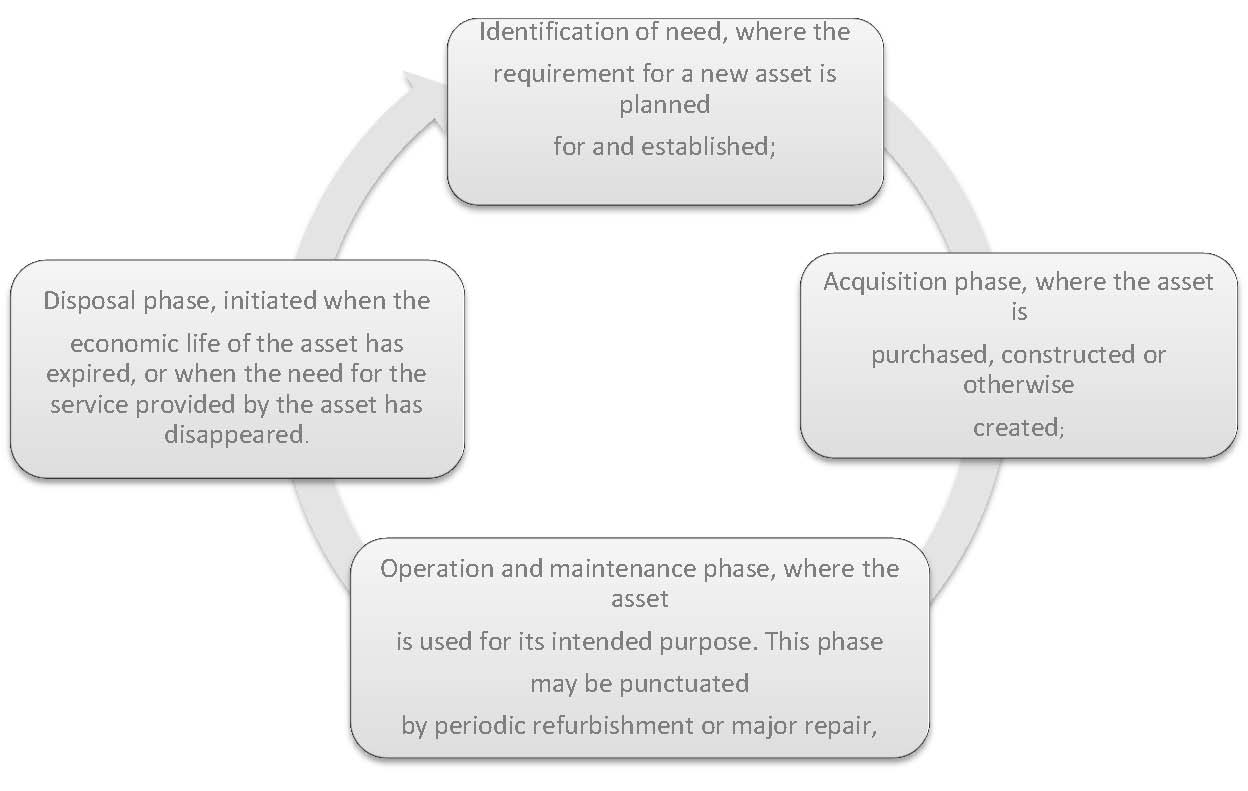 Identification of need, where the
requirement for a new asset is
planned
for and established;
Acquisition phase, where the asset
is
purchased, constructed or
otherwise
created;
Operation and maintenance phase, where the
asset
is used for its intended purpose. This phase
may be punctuated
by periodic refurbishment or major repair,
Disposal phase, initiated when the
economic life of the asset has
expired, or when the need for the
service provided by the asset has
disappeared.